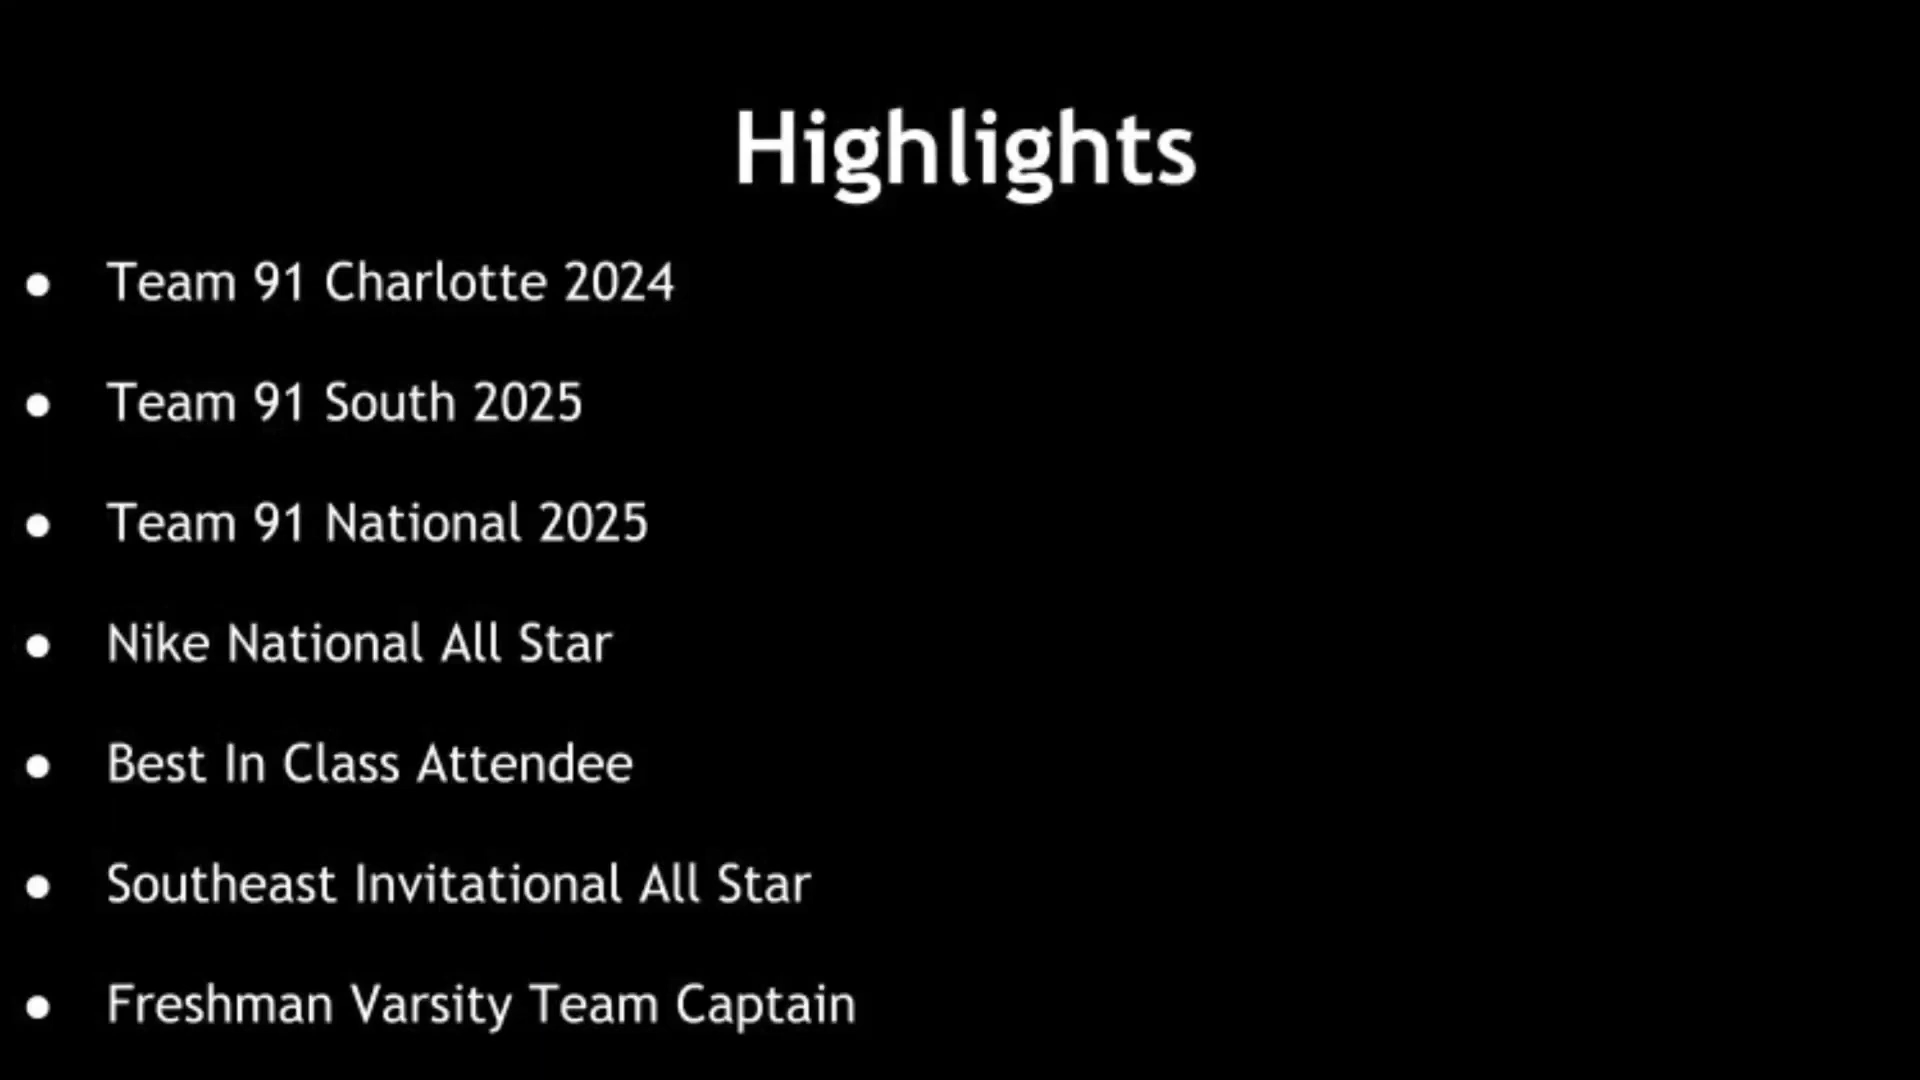 Highlights
● Team 91 Charlotte 2024
● Team 91 South 2025
● Team 91 National 2025
● Nike National All Star
● Best In Class Attendee
● Southeast Invitational All Star
● Freshman Varsity Team Captain